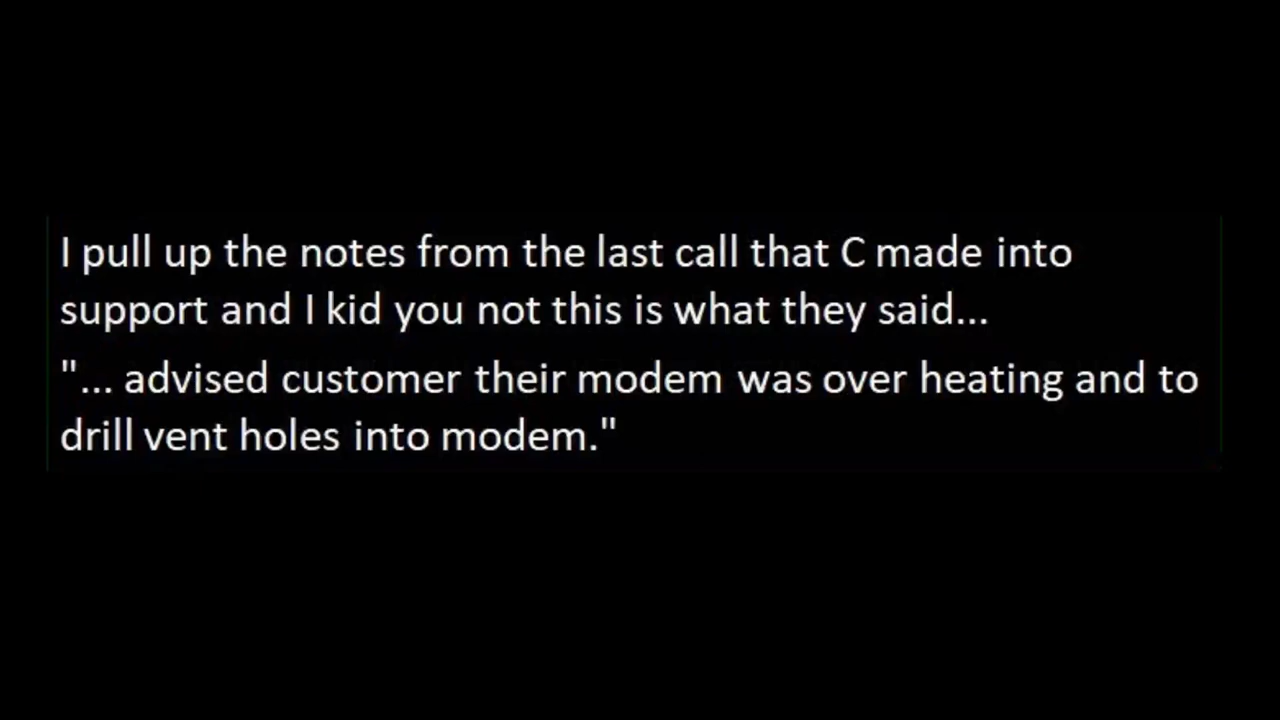 I pull up the notes from the last call that C made into
support and I kid you not this is what they said...
"... advised customer their modem was over heating and to
drill vent holes into modem."